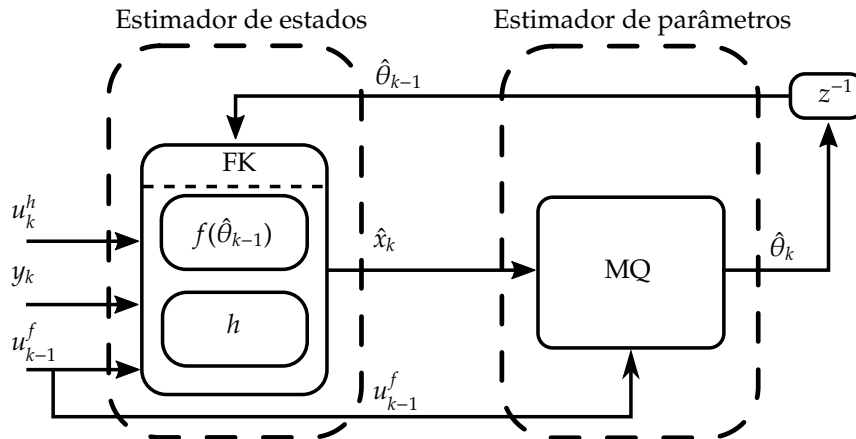 Estimador de estados
Estimador de parâmetros
θ̂_{k−1}
z^{−1}
FK
u_k^h
f(θ̂_{k−1})
x̂_k
MQ
θ̂_k
y_k
h
u_{k−1}^f
u_{k−1}^f